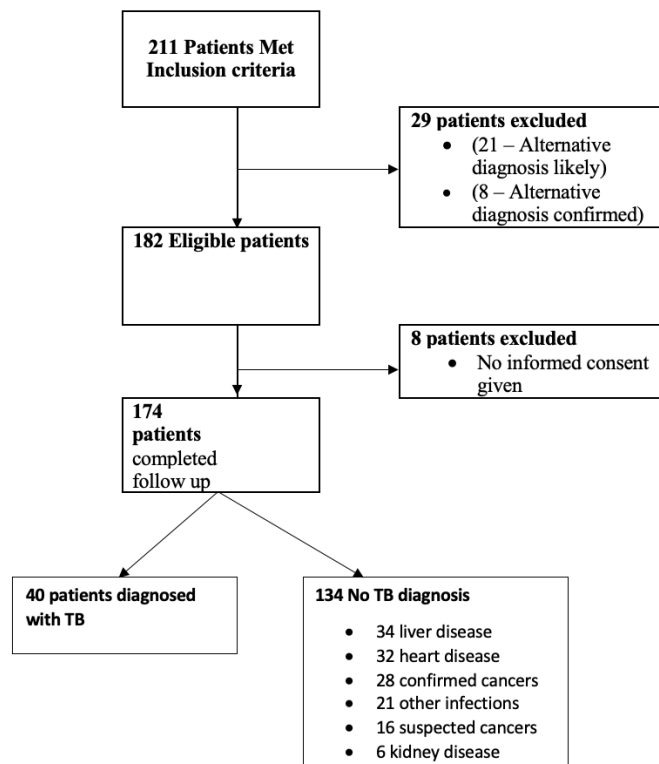 211 Patients Met
Inclusion criteria
29 patients excluded
• (21 – Alternative
diagnosis likely)
• (8 – Alternative
diagnosis confirmed)
182 Eligible patients
8 patients excluded
• No informed consent
given
174
patients
completed
follow up
40 patients diagnosed
with TB
134 No TB diagnosis
• 34 liver disease
• 32 heart disease
• 28 confirmed cancers
• 21 other infections
• 16 suspected cancers
• 6 kidney disease